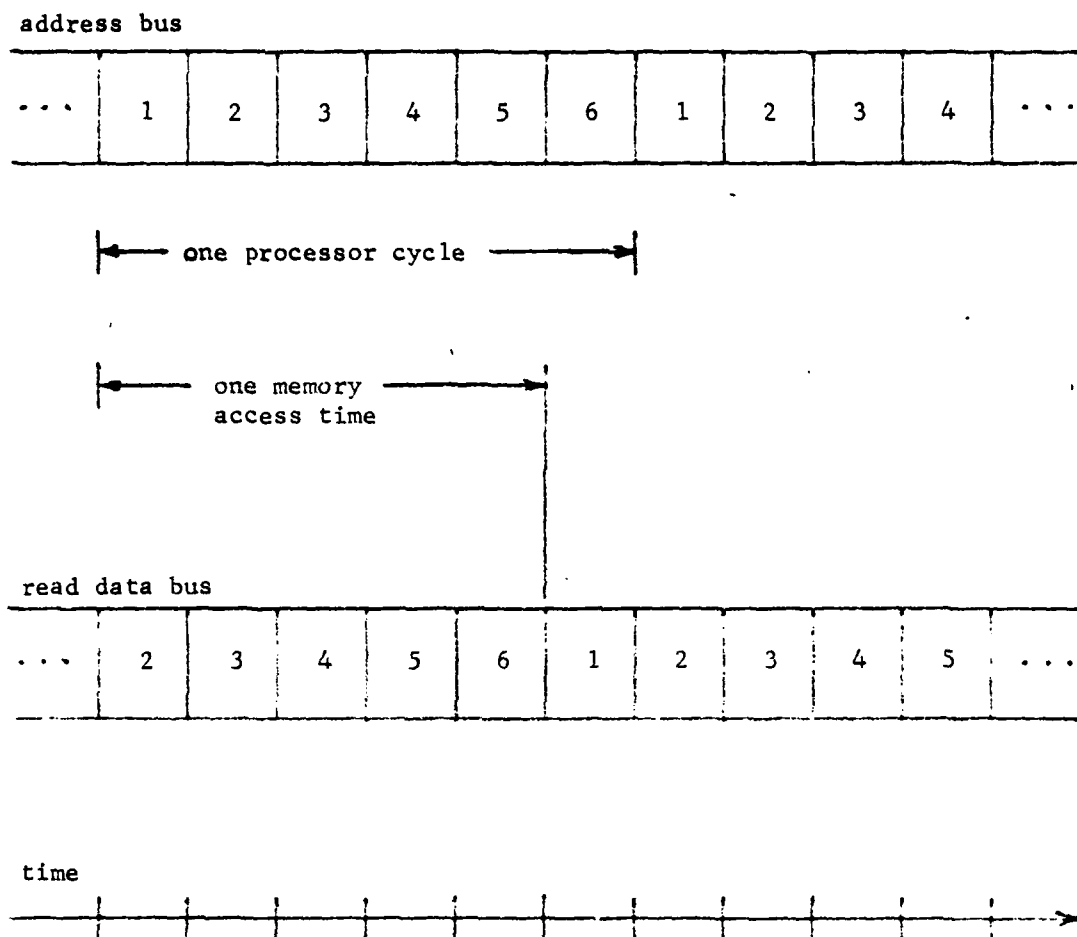 address bus
... 1 2 3 4 5 6 1 2 3 4 ...
one processor cycle
one memory
access time
read data bus
... 2 3 4 5 6 1 2 3 4 5 ...
time